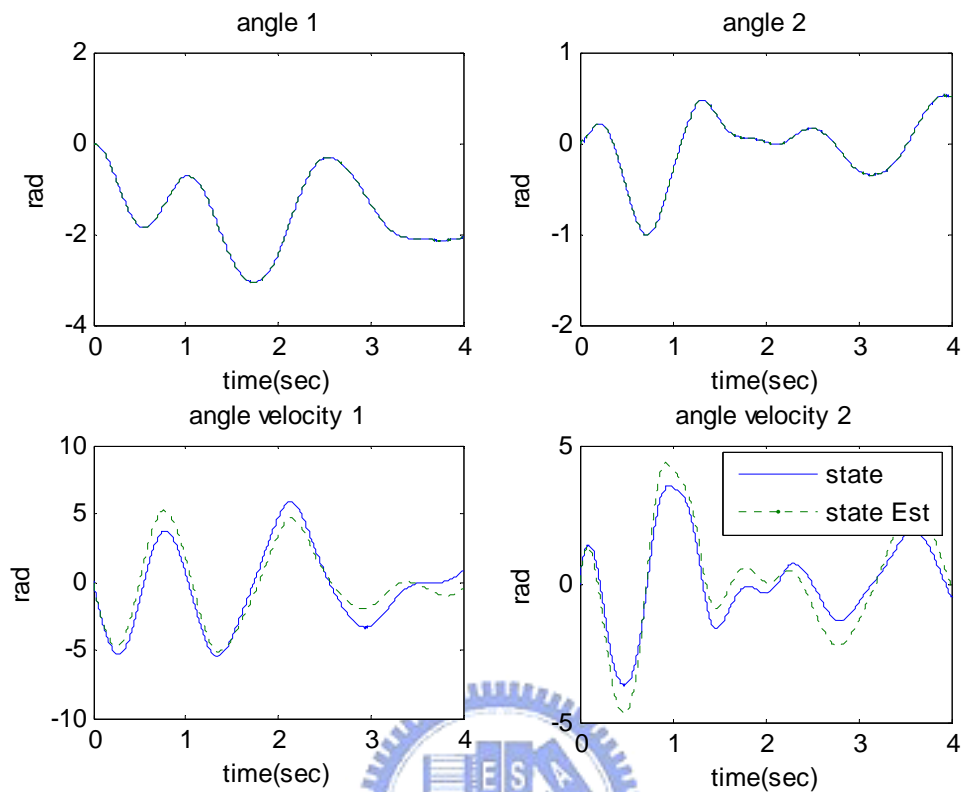 angle 1
2
0
-2
-4
rad
0 1 2 3 4
time(sec)
angle 2
1
0
-1
-2
rad
0 1 2 3 4
time(sec)
angle velocity 1
10
5
0
-5
-10
rad
0 1 2 3 4
time(sec)
angle velocity 2
5
0
-5
rad
state
state Est
0 1 2 3 4
time(sec)
E S A